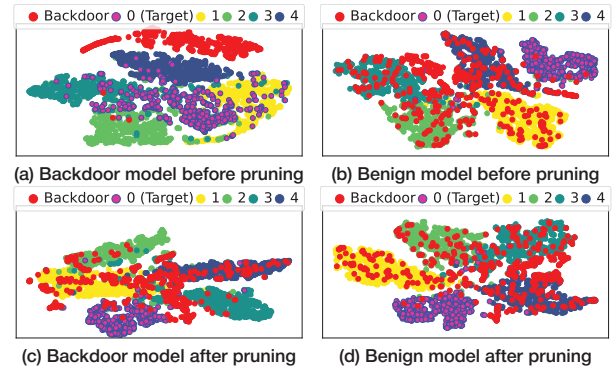 Backdoor 0 (Target) 1 2 3 4
Backdoor 0 (Target) 1 2 3 4
(a) Backdoor model before pruning
(b) Benign model before pruning
Backdoor 0 (Target) 1 2 3 4
Backdoor 0 (Target) 1 2 3 4
(c) Backdoor model after pruning
(d) Benign model after pruning